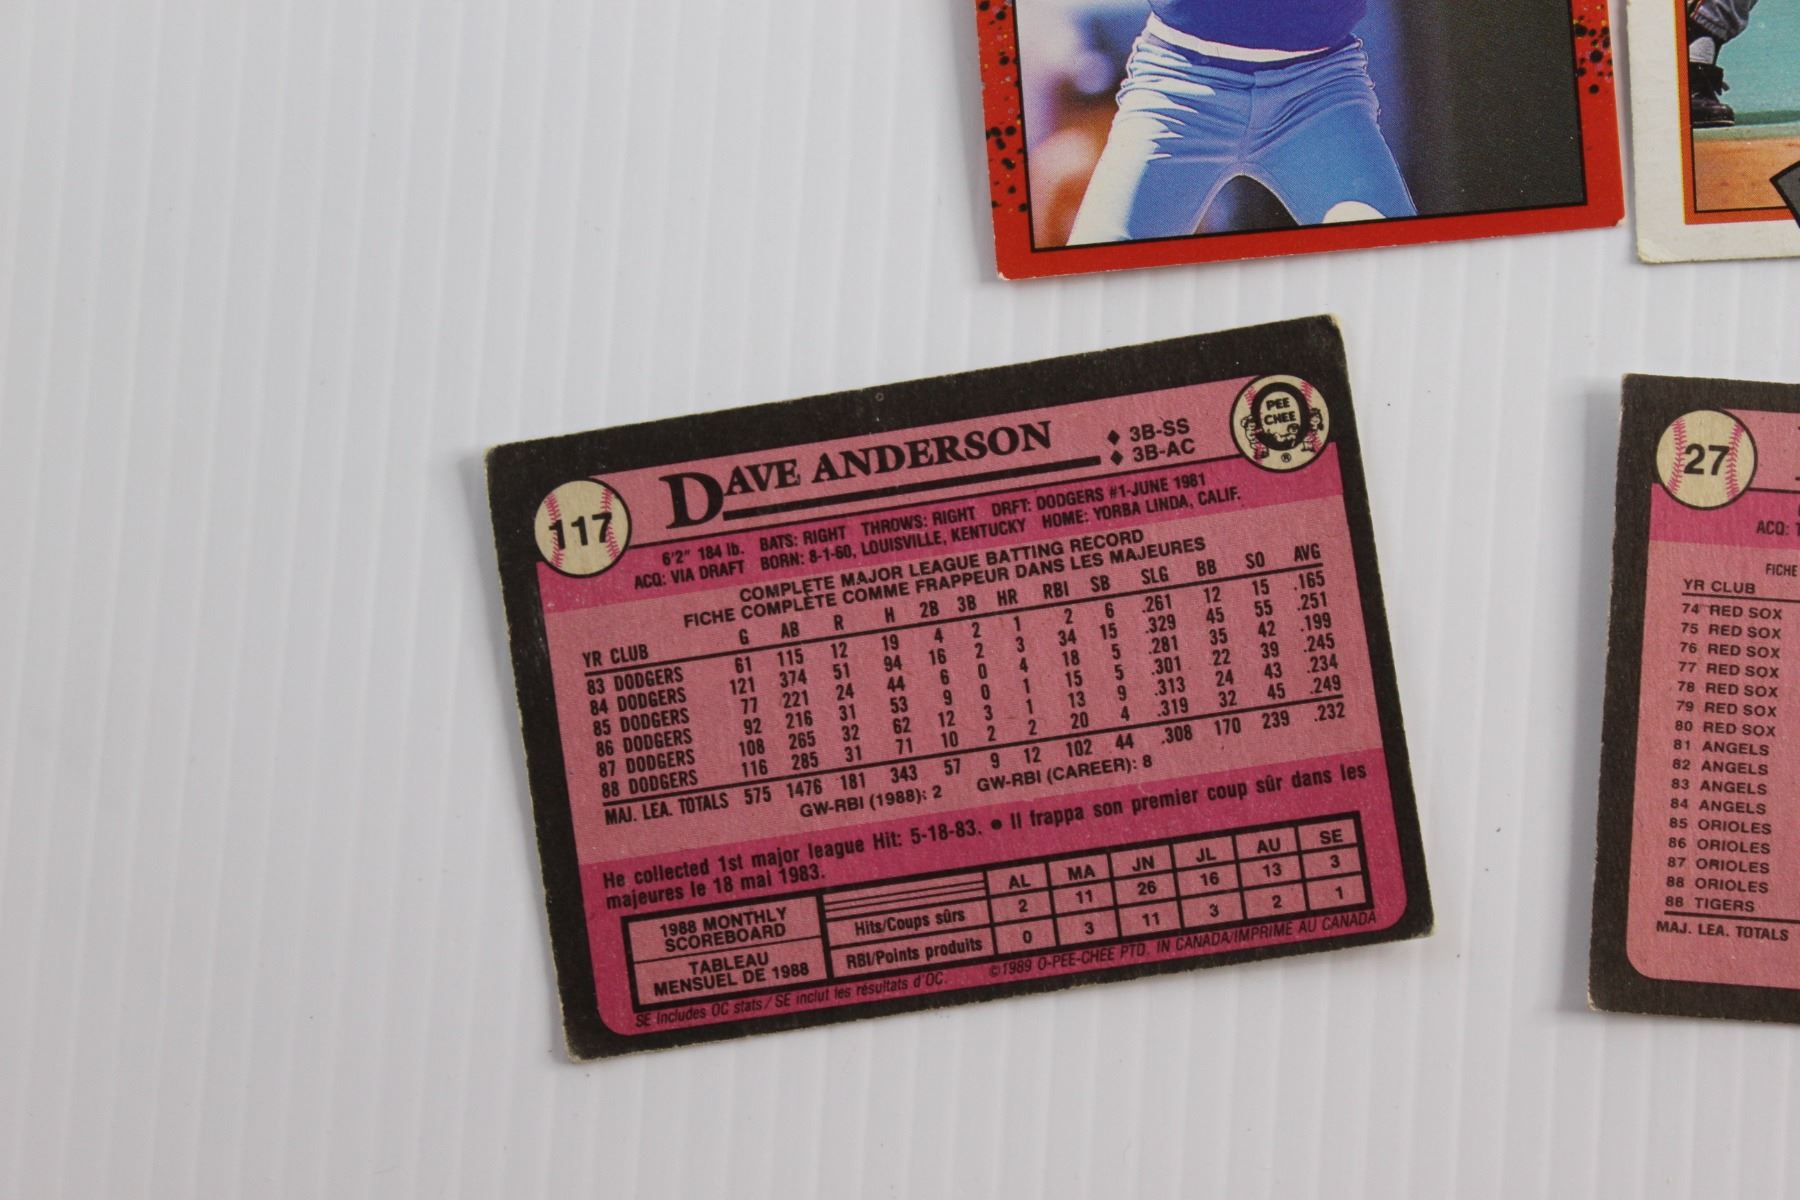 117
DAVE ANDERSON
♦ 3B-SS
♦ 3B-AC
PEE
CHEE
®
6'2" 184 lb. BATS: RIGHT THROWS: RIGHT DRFT: DODGERS #1-JUNE 1981
ACQ: VIA DRAFT BORN: 8-1-60, LOUISVILLE, KENTUCKY HOME: YORBA LINDA, CALIF.
COMPLETE MAJOR LEAGUE BATTING RECORD
FICHE COMPLÈTE COMME FRAPPEUR DANS LES MAJEURES
YR CLUB G AB R H 2B 3B HR RBI SB SLG BB SO AVG
83 DODGERS 61 115 12 19 4 2 1 2 6 .261 12 15 .165
84 DODGERS 121 374 51 94 16 2 3 34 15 .329 45 55 .251
85 DODGERS 77 221 24 44 6 0 4 18 5 .281 35 42 .199
86 DODGERS 92 216 31 53 9 0 1 15 5 .301 22 39 .245
87 DODGERS 108 265 32 62 12 3 1 13 9 .313 24 43 .234
88 DODGERS 116 285 31 71 10 2 2 20 4 .319 32 45 .249
MAJ. LEA. TOTALS 575 1476 181 343 57 9 12 102 44 .308 170 239 .232
GW-RBI (1988): 2 GW-RBI (CAREER): 8
He collected 1st major league Hit: 5-18-83. • Il frappa son premier coup sûr dans les
majeures le 18 mai 1983.
1988 MONTHLY
SCOREBOARD
TABLEAU
MENSUEL DE 1988
AL MA JN JL AU SE
Hits/Coups sûrs 2 11 26 16 13 3
RBI/Points produits 0 3 11 3 2 1
SE includes OC stats / SE inclut les résultats d'OC. ©1989 O-PEE-CHEE PTD. IN CANADA/IMPRIMÉ AU CANADA
27
ACQ:
FICHE
YR CLUB
74 RED SOX
75 RED SOX
76 RED SOX
77 RED SOX
78 RED SOX
79 RED SOX
80 RED SOX
81 ANGELS
82 ANGELS
83 ANGELS
84 ANGELS
85 ORIOLES
86 ORIOLES
87 ORIOLES
88 ORIOLES
88 TIGERS
MAJ. LEA. TOTALS